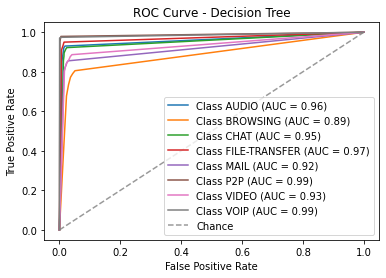 ROC Curve - Decision Tree
True Positive Rate
1.0
0.8
0.6
0.4
0.2
0.0
Class AUDIO (AUC = 0.96)
Class BROWSING (AUC = 0.89)
Class CHAT (AUC = 0.95)
Class FILE-TRANSFER (AUC = 0.97)
Class MAIL (AUC = 0.92)
Class P2P (AUC = 0.99)
Class VIDEO (AUC = 0.93)
Class VOIP (AUC = 0.99)
Chance
0.0 0.2 0.4 0.6 0.8 1.0
False Positive Rate